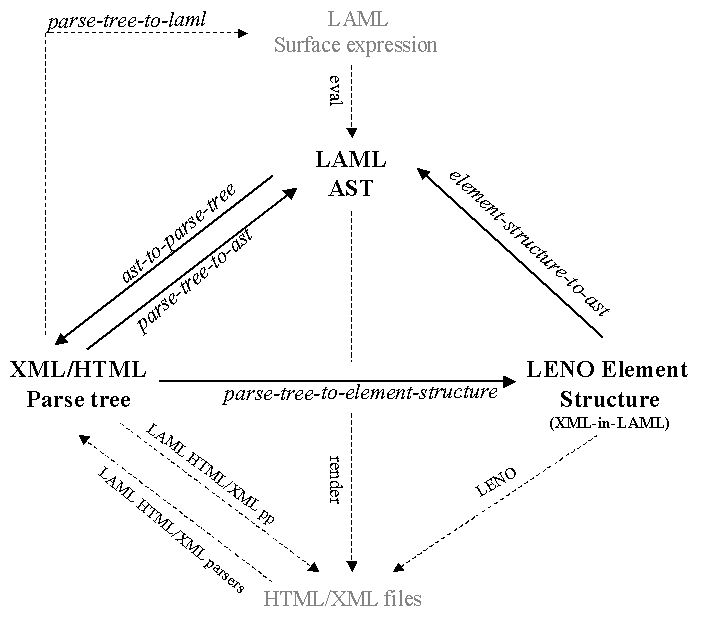 parse-tree-to-laml
LAML
Surface expression
eval
LAML
AST
ast-to-parse-tree
parse-tree-to-ast
element-structure-to-ast
XML/HTML
Parse tree
parse-tree-to-element-structure
LENO Element
Structure
(XML-in-LAML)
LAML HTML/XML pp
LAML HTML/XML parsers
render
LENO
HTML/XML files